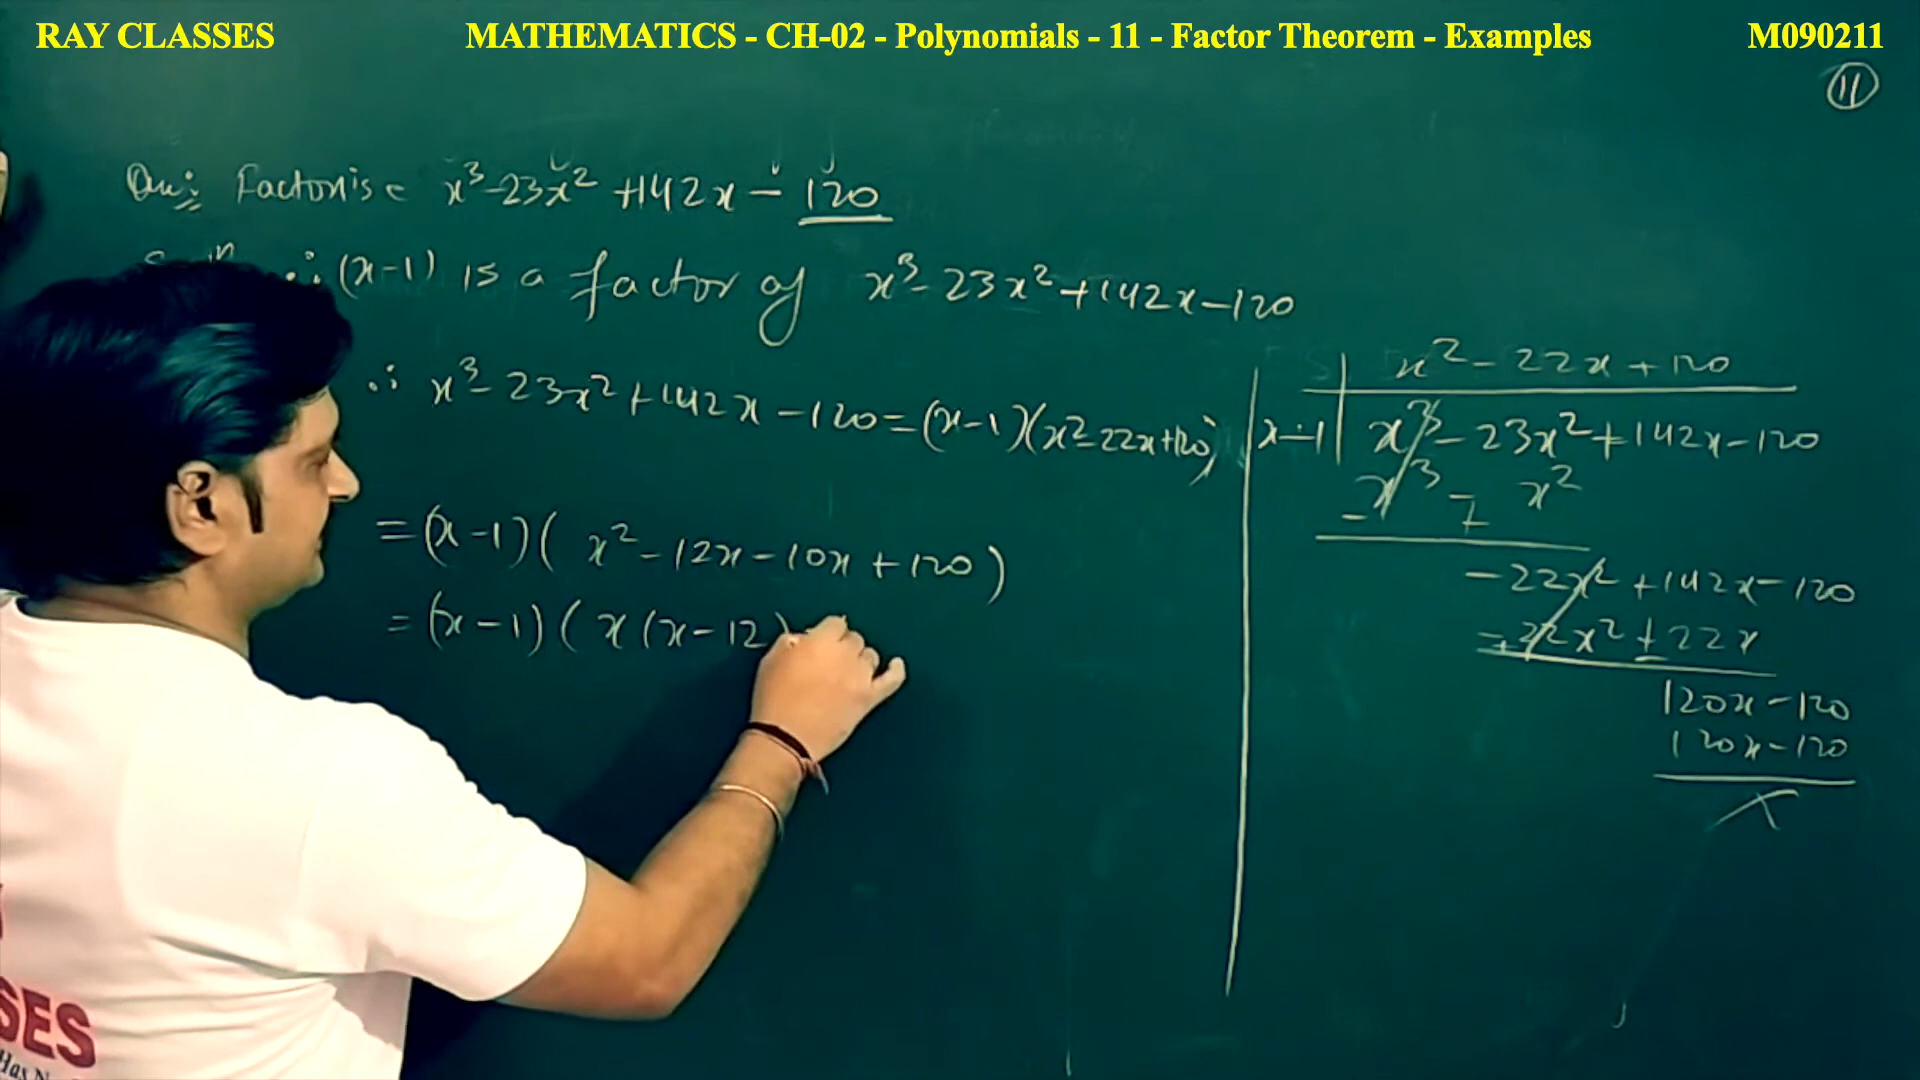 RAY CLASSES MATHEMATICS - CH-02 - Polynomials - 11 - Factor Theorem - Examples M090211
11
Qu:- Factorise x³-23x²+142x-120
∴ (x-1) is a factor of x³-23x²+142x-120
∴ x³-23x²+142x-120=(x-1)(x²-22x+120)
=(x-1)(x²-12x-10x+120)
=(x-1)(x(x-12)
x²-22x+120
x-1 | x³-23x²+142x-120
x³ - x²
- +
-22x²+142x-120
-22x²+22x
+ -
120x-120
120x-120
x
SES
Has N